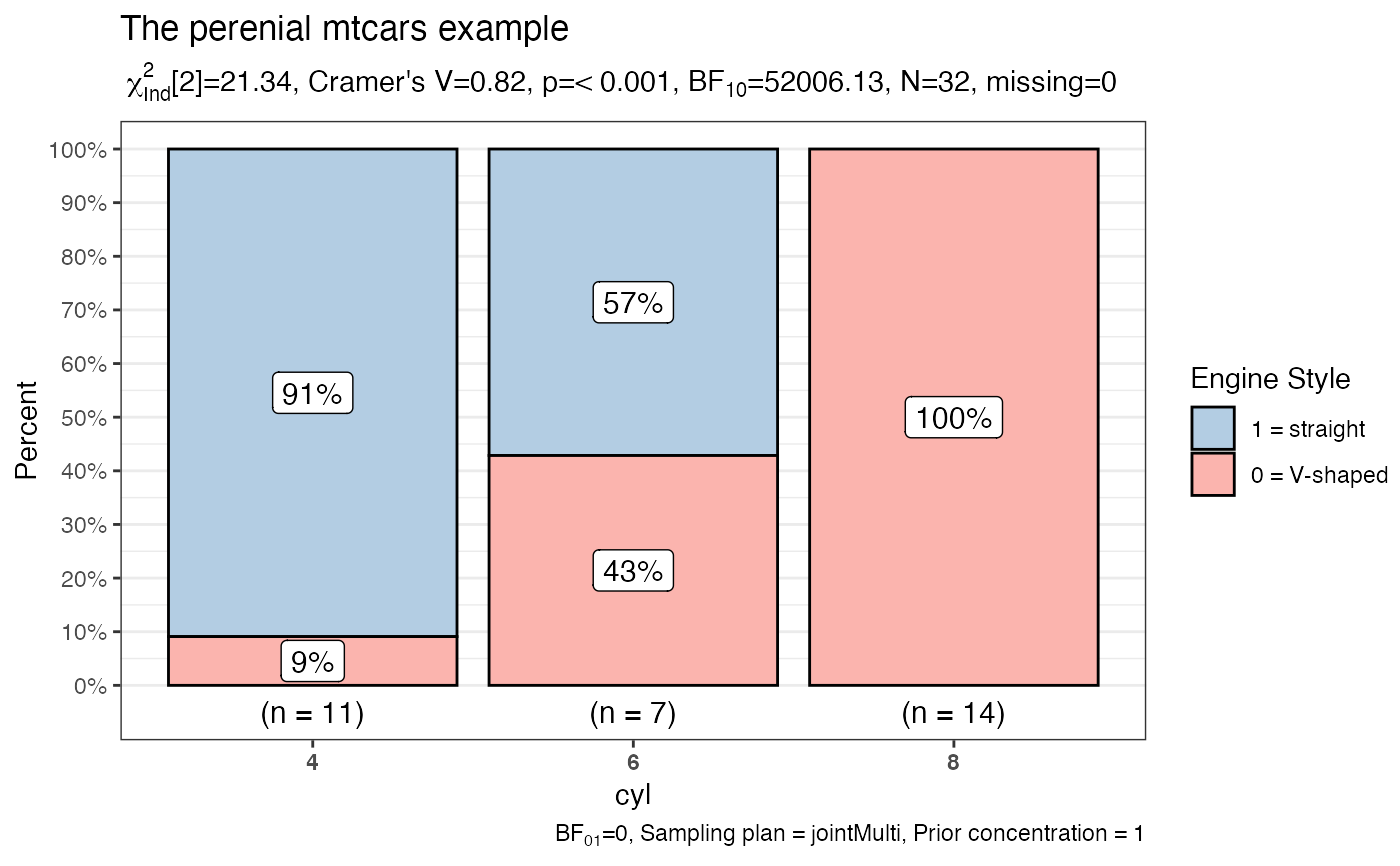 The perenial mtcars example
χ²Ind[2]=21.34, Cramer's V=0.82, p=< 0.001, BF10=52006.13, N=32, missing=0
Percent
100%
90%
80%
70%
60%
50%
40%
30%
20%
10%
0%
91%
9%
57%
43%
100%
(n = 11)
(n = 7)
(n = 14)
4
6
8
cyl
Engine Style
1 = straight
0 = V-shaped
BF01=0, Sampling plan = jointMulti, Prior concentration = 1